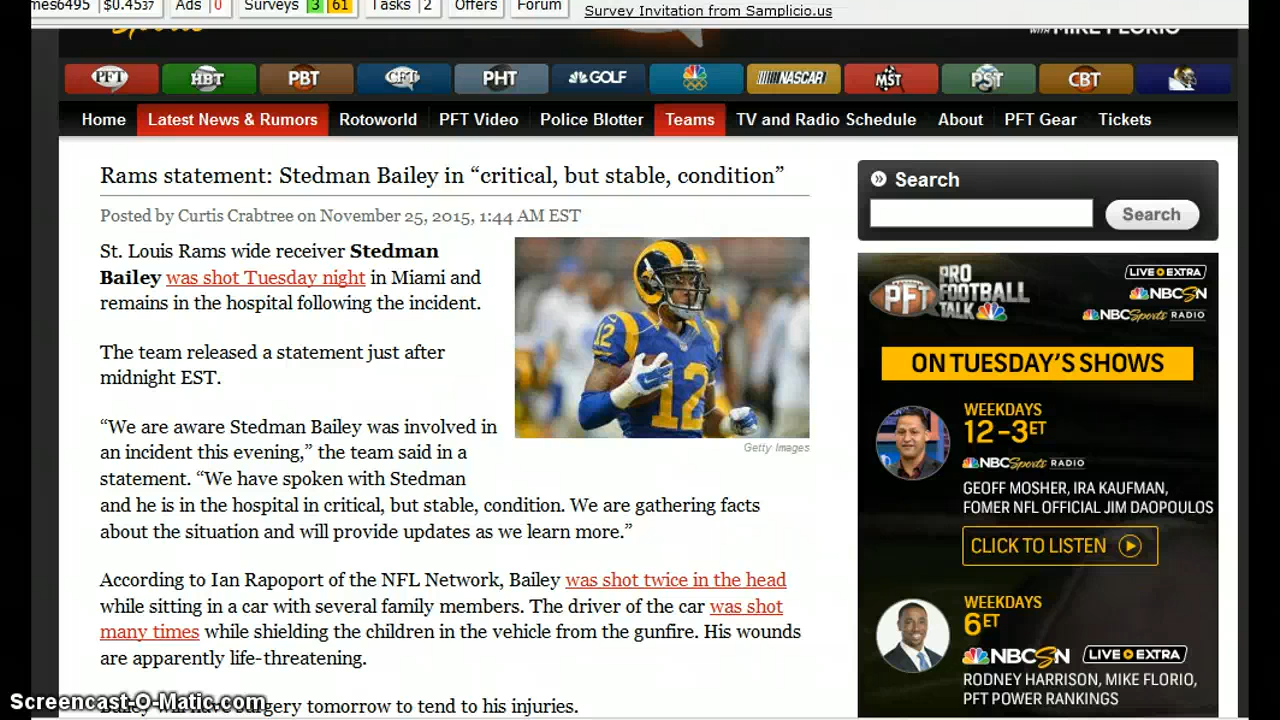 mes6495 $0.4537 Ads 0 Surveys 3 61 Tasks 2 Offers Forum Survey Invitation from Samplicio.us
WITH MIKE FLORIO
PFT HBT PBT CFT PHT GOLF NASCAR MST PST CBT
Home Latest News & Rumors Rotoworld PFT Video Police Blotter Teams TV and Radio Schedule About PFT Gear Tickets
Rams statement: Stedman Bailey in “critical, but stable, condition”
Posted by Curtis Crabtree on November 25, 2015, 1:44 AM EST
St. Louis Rams wide receiver Stedman
Bailey was shot Tuesday night in Miami and
remains in the hospital following the incident.
12
12
Getty Images
The team released a statement just after
midnight EST.
“We are aware Stedman Bailey was involved in
an incident this evening,” the team said in a
statement. “We have spoken with Stedman
and he is in the hospital in critical, but stable, condition. We are gathering facts
about the situation and will provide updates as we learn more.”
According to Ian Rapoport of the NFL Network, Bailey was shot twice in the head
while sitting in a car with several family members. The driver of the car was shot
many times while shielding the children in the vehicle from the gunfire. His wounds
are apparently life-threatening.
Bailey will have surgery tomorrow to tend to his injuries.
Search
Search
PFT PRO
FOOTBALL
TALK
LIVE EXTRA
NBCSN
NBC Sports RADIO
ON TUESDAY’S SHOWS
WEEKDAYS
12–3ET
NBC Sports RADIO
GEOFF MOSHER, IRA KAUFMAN,
FOMER NFL OFFICIAL JIM DAOPOULOS
CLICK TO LISTEN
WEEKDAYS
6ET
NBCSN LIVE EXTRA
RODNEY HARRISON, MIKE FLORIO,
PFT POWER RANKINGS
Screencast-O-Matic.com